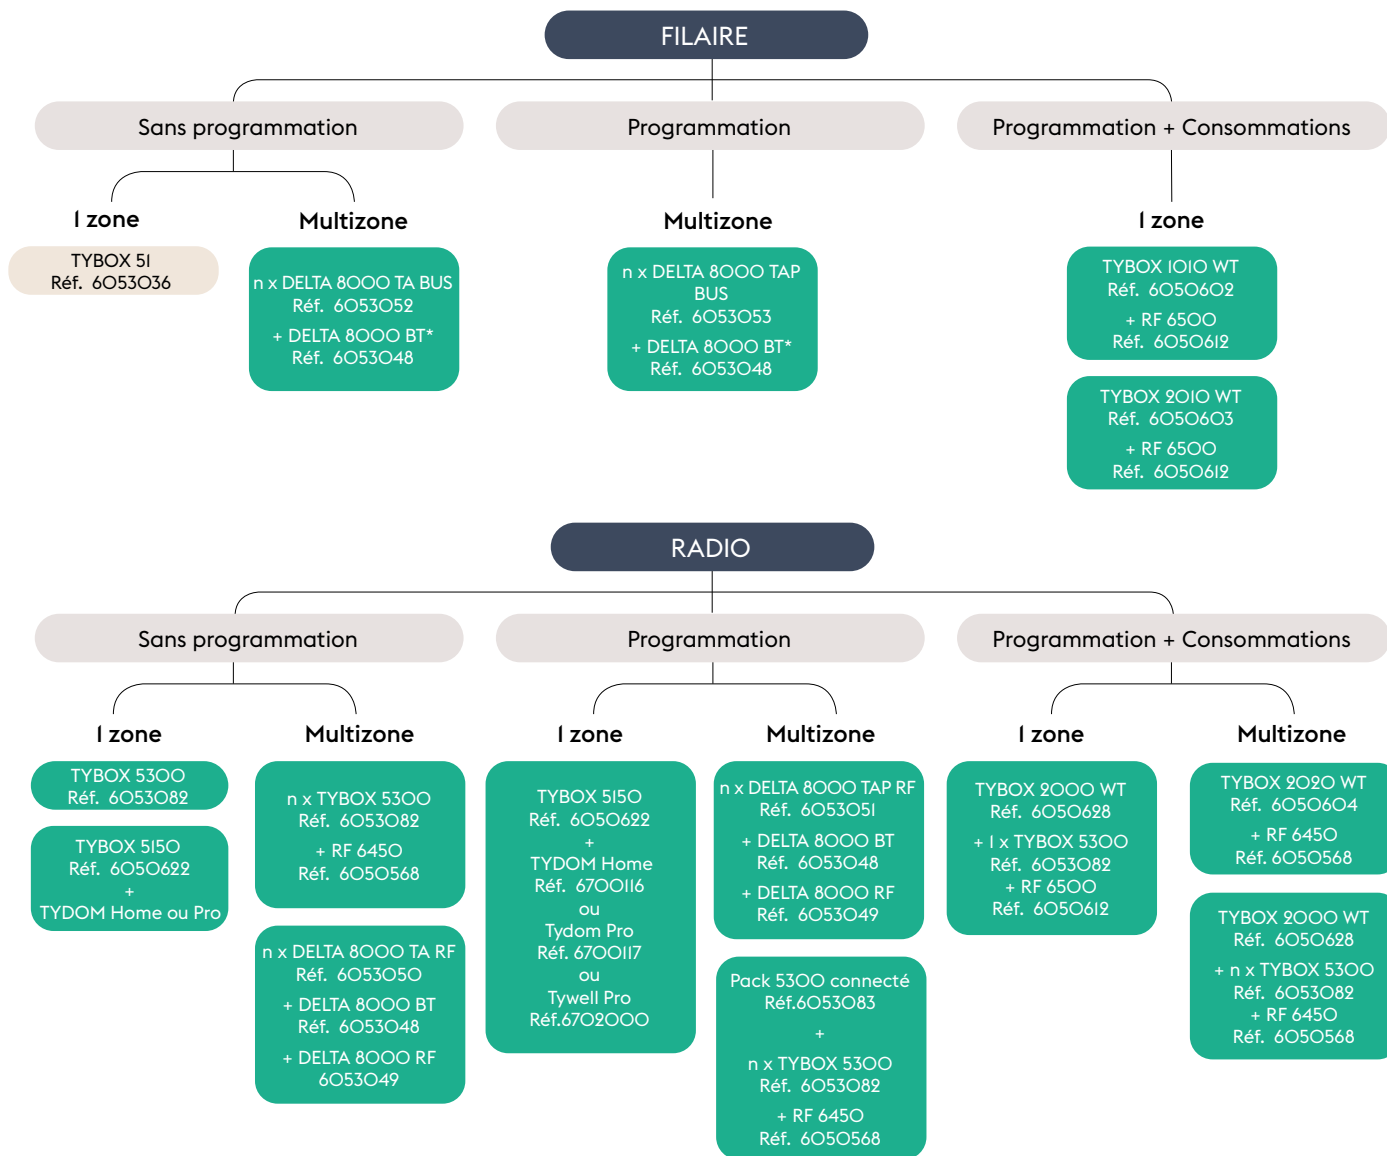 FILAIRE
Sans programmation
1 zone
TYBOX 51
Réf. 6053036
Multizone
n x DELTA 8000 TA BUS
Réf. 6053052
+ DELTA 8000 BT*
Réf. 6053048
Programmation
Multizone
n x DELTA 8000 TAP
BUS
Réf. 6053053
+ DELTA 8000 BT*
Réf. 6053048
Programmation + Consommations
1 zone
TYBOX 1010 WT
Réf. 6050602
+ RF 6500
Réf. 6050612
TYBOX 2010 WT
Réf. 6050603
+ RF 6500
Réf. 6050612
RADIO
Sans programmation
1 zone
TYBOX 5300
Réf. 6053082
TYBOX 5150
Réf. 6050622
+
TYDOM Home ou Pro
Multizone
n x TYBOX 5300
Réf. 6053082
+ RF 6450
Réf. 6050568
n x DELTA 8000 TA RF
Réf. 6053050
+ DELTA 8000 BT
Réf. 6053048
+ DELTA 8000 RF
6053049
Programmation
1 zone
TYBOX 5150
Réf. 6050622
+
TYDOM Home
Réf. 6700116
ou
Tydom Pro
Réf. 6700117
ou
Tywell Pro
Réf.6702000
Multizone
n x DELTA 8000 TAP RF
Réf. 6053051
+ DELTA 8000 BT
Réf. 6053048
+ DELTA 8000 RF
Réf. 6053049
Pack 5300 connecté
Réf.6053083
+
n x TYBOX 5300
Réf. 6053082
+ RF 6450
Réf. 6050568
Programmation + Consommations
1 zone
TYBOX 2000 WT
Réf. 6050628
+ 1 x TYBOX 5300
Réf. 6053082
+ RF 6500
Réf. 6050612
Multizone
TYBOX 2020 WT
Réf. 6050604
+ RF 6450
Réf. 6050568
TYBOX 2000 WT
Réf. 6050628
+ n x TYBOX 5300
Réf. 6053082
+ RF 6450
Réf. 6050568